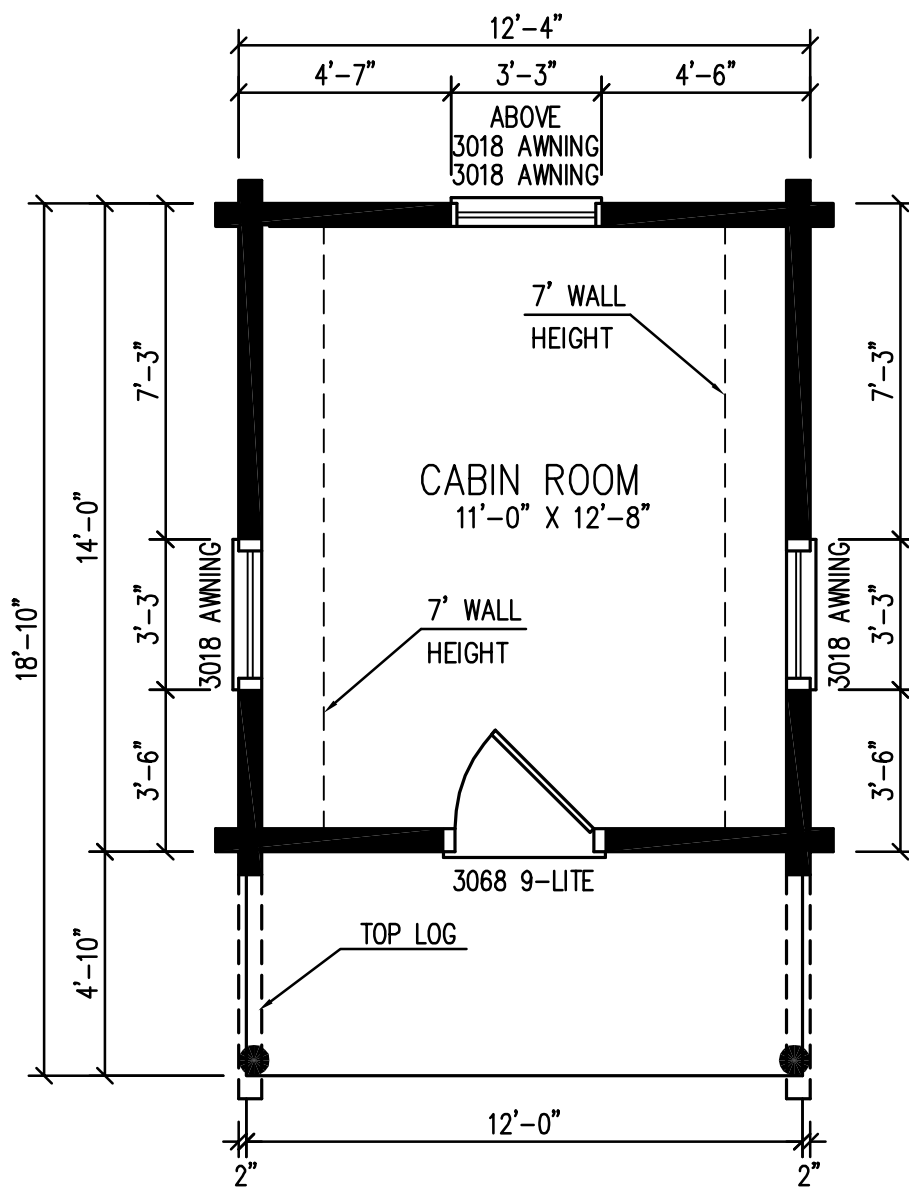 12’-4”
4’-7” 3’-3” 4’-6”
ABOVE
3018 AWNING
3018 AWNING
7’ WALL
HEIGHT
7’-3”
7’-3”
CABIN ROOM
11’-0” X 12’-8”
14’-0”
18’-10”
3’-3”
3018 AWNING
7’ WALL
HEIGHT
3018 AWNING
3’-3”
3’-6”
3’-6”
3068 9-LITE
TOP LOG
4’-10”
12’-0”
2” 2”